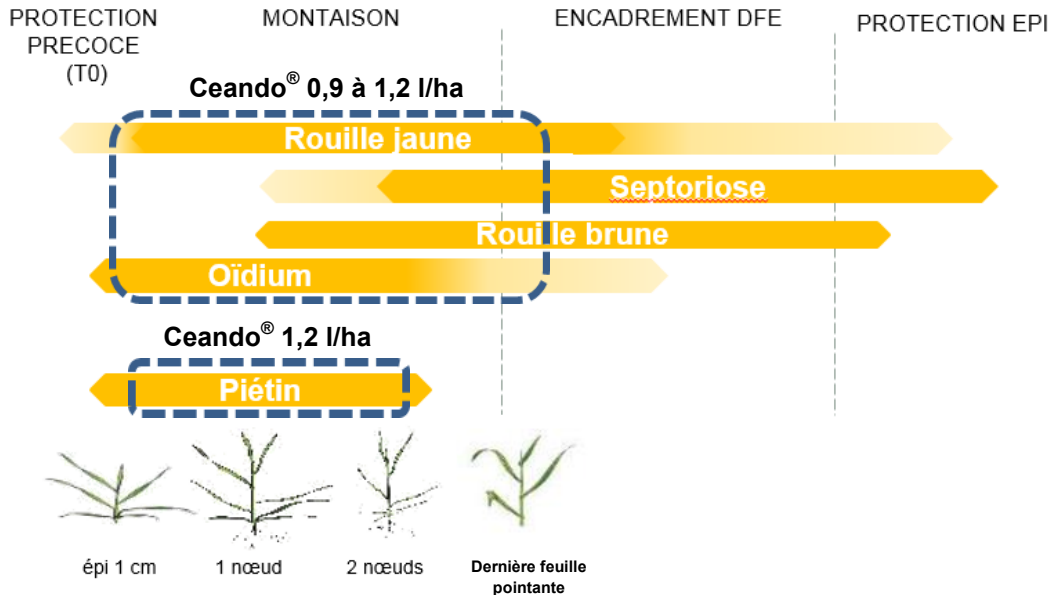 PROTECTION PRECOCE (T0)
MONTAISON
ENCADREMENT DFE
PROTECTION EPI
Ceando® 0,9 à 1,2 l/ha
Rouille jaune
Septoriose
Rouille brune
Oïdium
Ceando® 1,2 l/ha
Piétin
épi 1 cm
1 nœud
2 nœuds
Dernière feuille
pointante